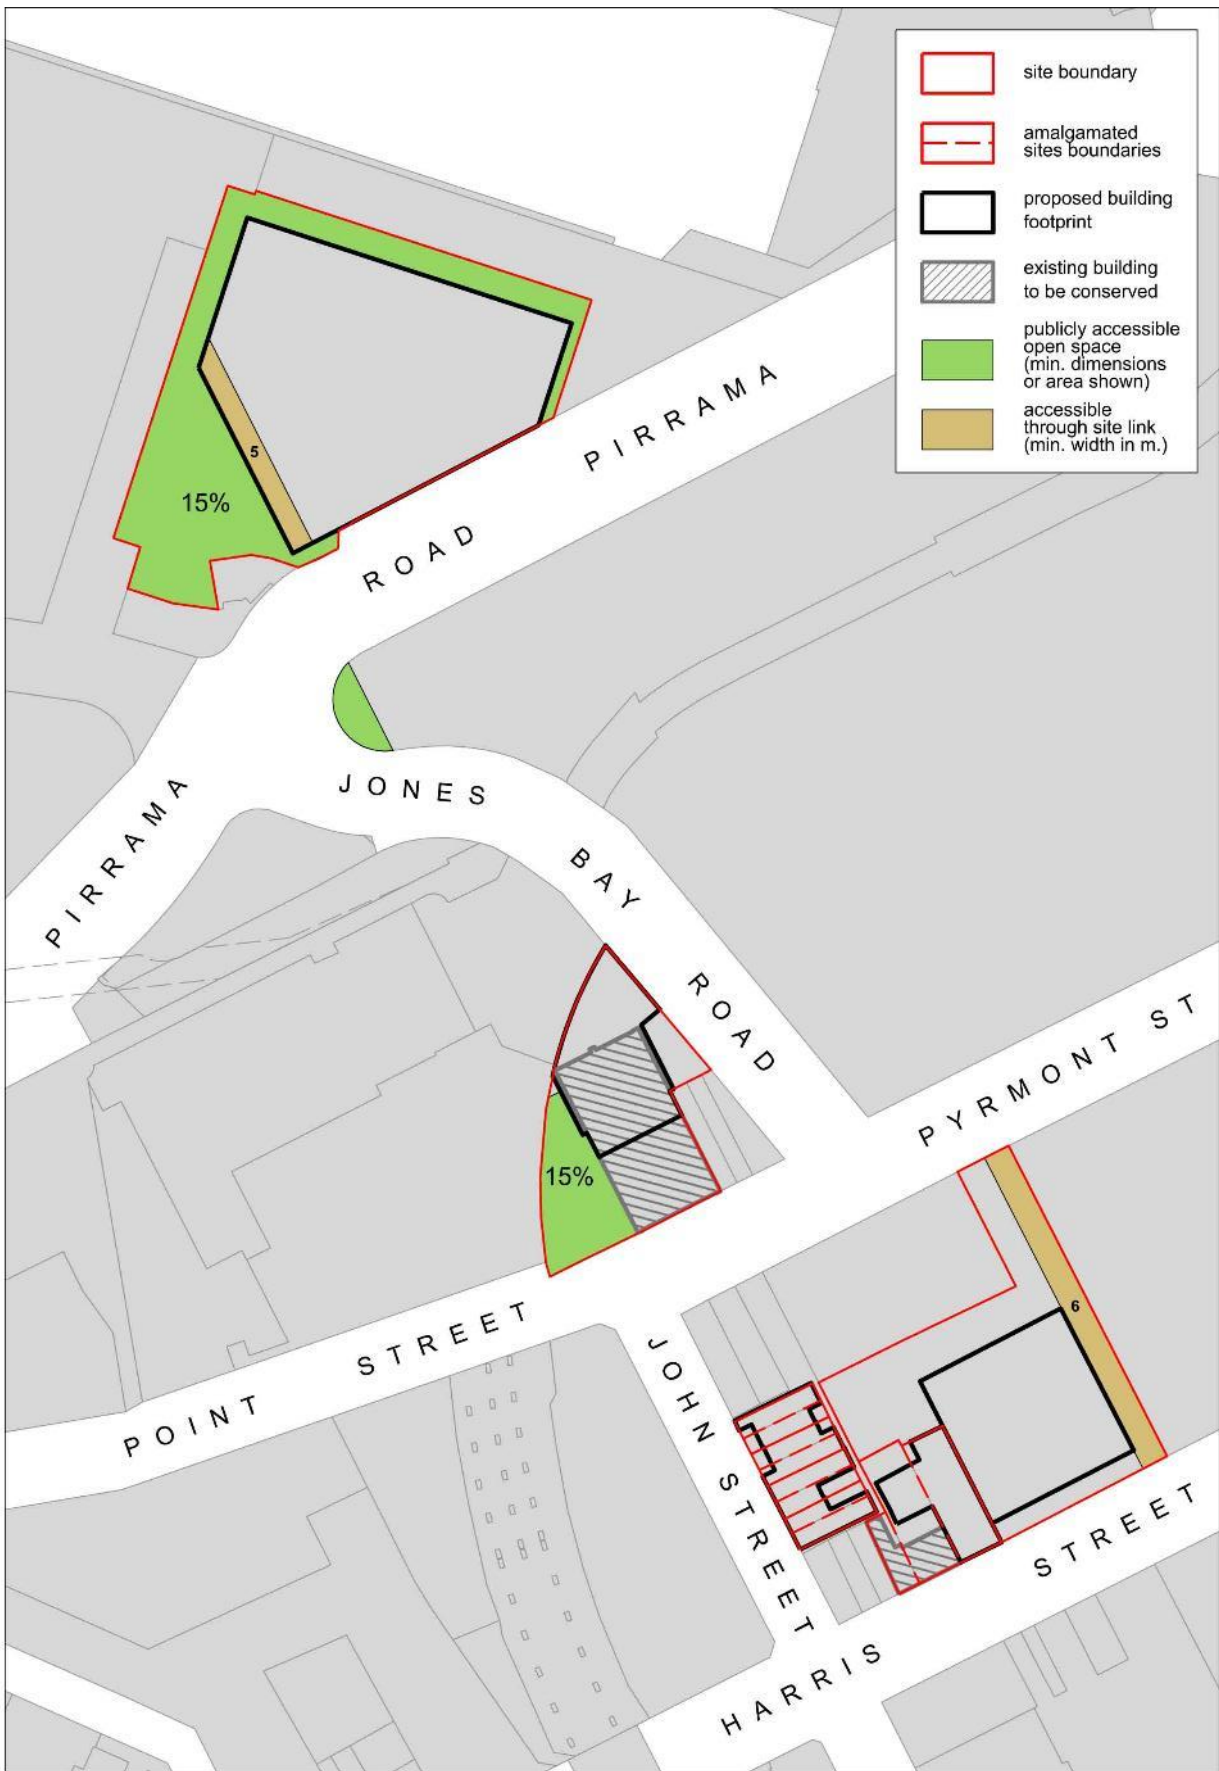 site boundary
amalgamated
sites boundaries
proposed building
footprint
existing building
to be conserved
publicly accessible
open space
(min. dimensions
or area shown)
accessible
through site link
(min. width in m.)
PIRRAMA
ROAD
5
15%
PIRRAMA
JONES
BAY
ROAD
PYRMONT ST
15%
6
POINT STREET
JOHN STREET
HARRIS STREET